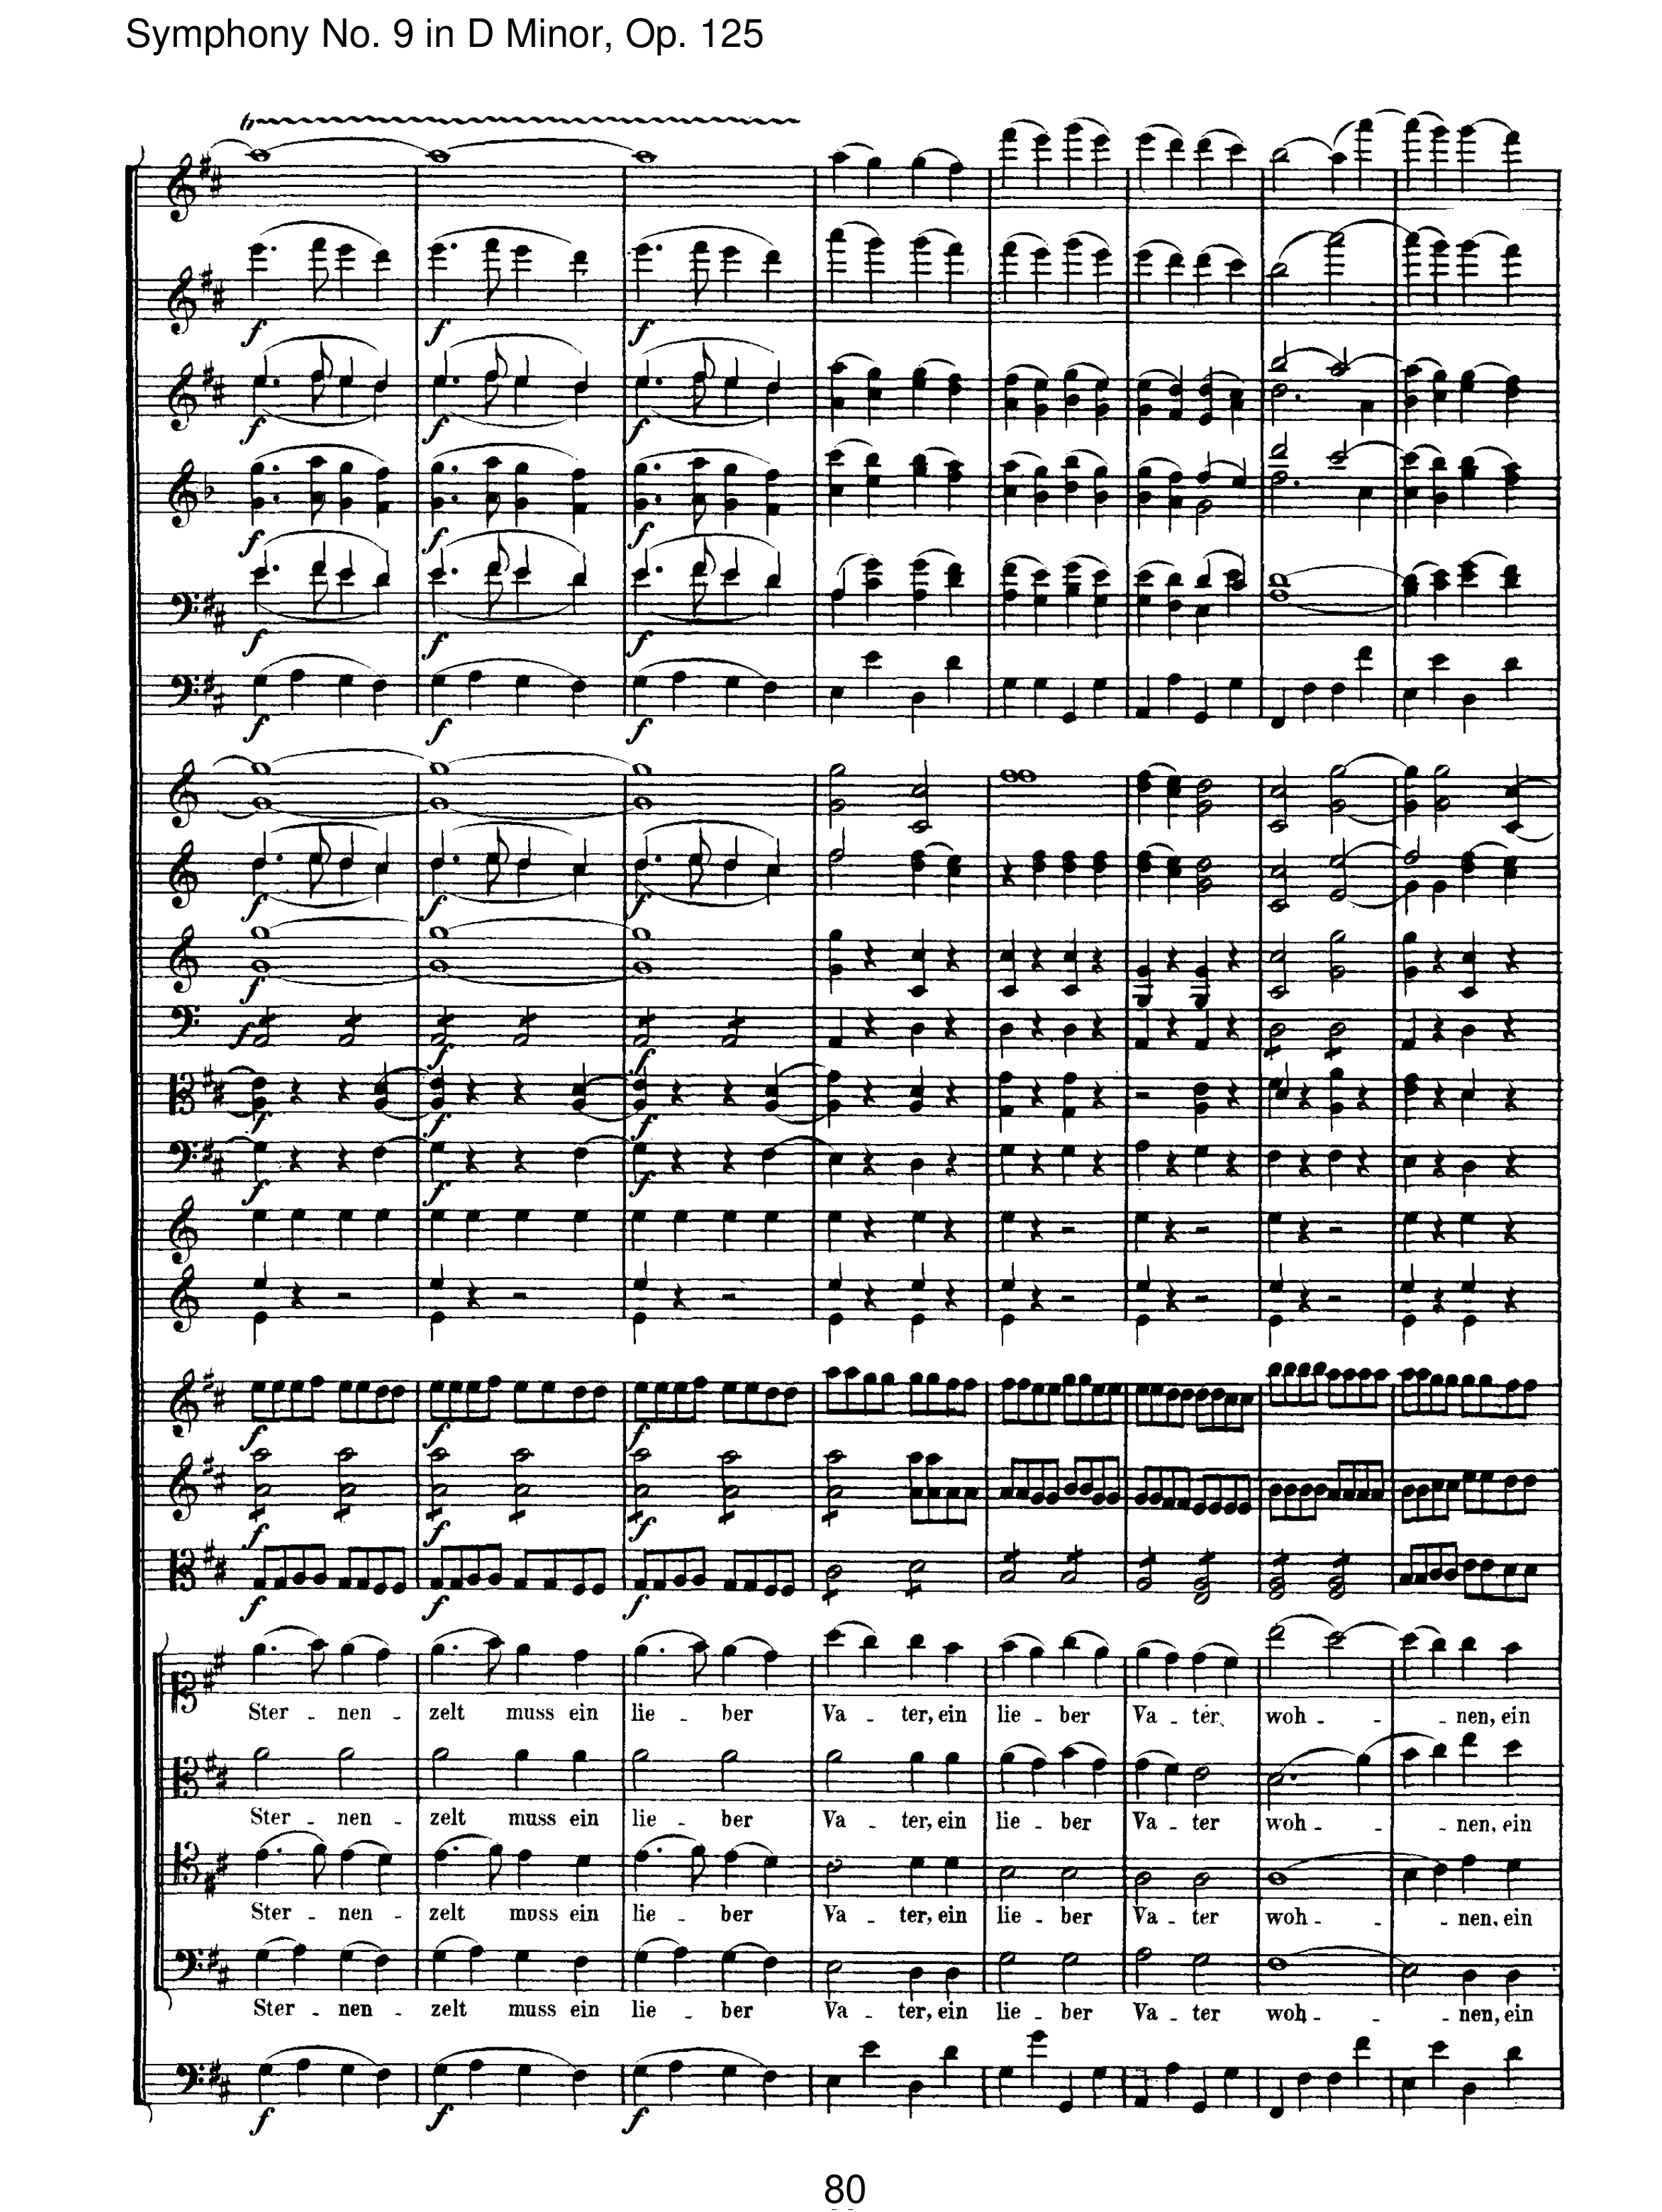 Symphony No. 9 in D Minor, Op. 125
f f f
f f f
f f f
f f f
f f f
f f f
f
f f f
f f f
f f f
f f f
f f f
f f f
Ster - nen - zelt muss ein lie - ber Va - ter, ein lie - ber Va - ter woh - - - nen, ein
Ster - nen - zelt muss ein lie - ber Va - ter, ein lie - ber Va - ter woh - - - nen, ein
Ster - nen - zelt muss ein lie - ber Va - ter, ein lie - ber Va - ter woh - - - nen, ein
Ster - nen - zelt muss ein lie - ber Va - ter, ein lie - ber Va - ter woh - - - nen, ein
f f f
80